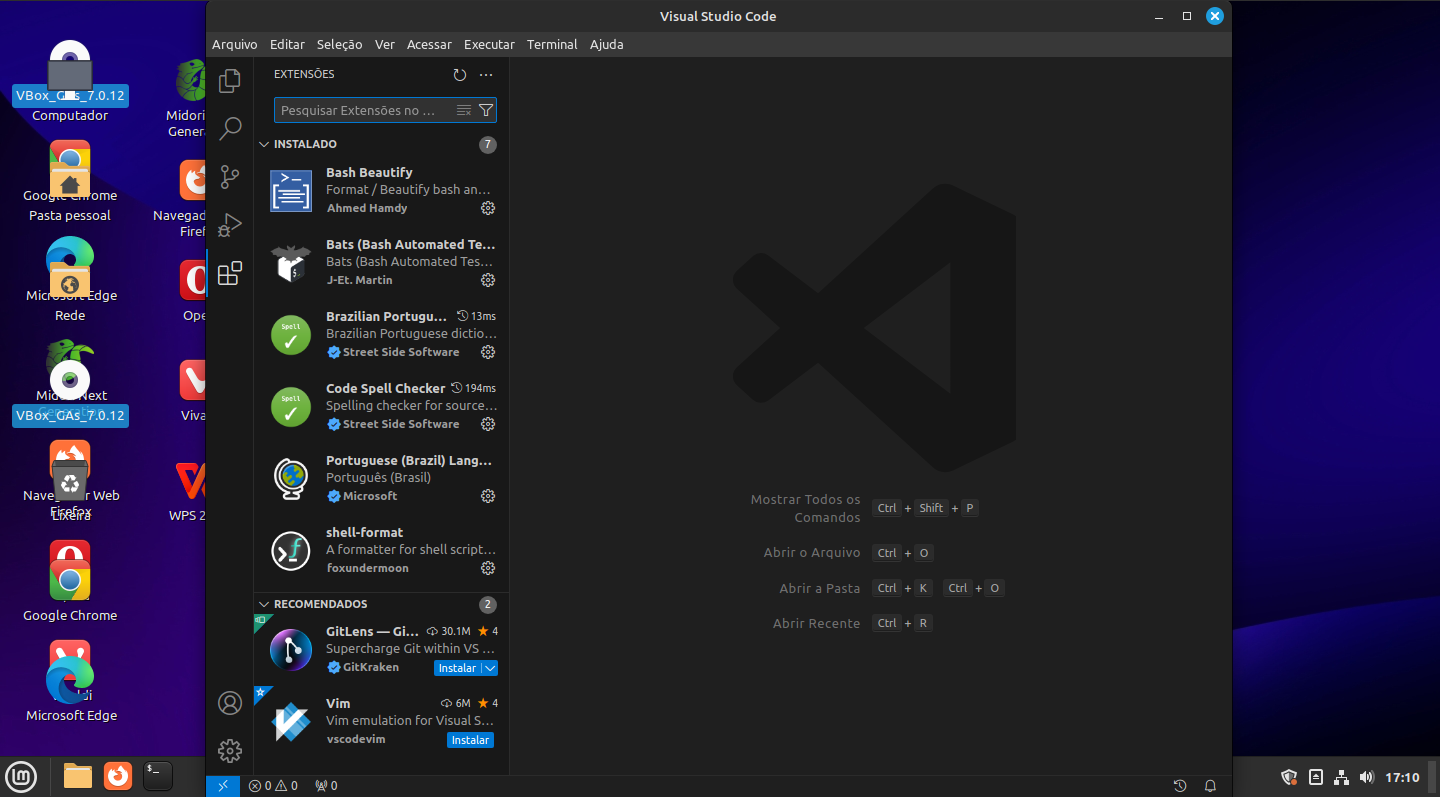 Visual Studio Code
Arquivo Editar Seleção Ver Acessar Executar Terminal Ajuda
VBox_GAs_7.0.12
Computador
Google Chrome
Pasta pessoal
Microsoft Edge
Rede
Next
VBox_GAs_7.0.12
Web
Firefox
Lixeira
Google Chrome
Microsoft Edge
Midori
Gener
Navegad
Firef
Ope
Viva
WPS 2
EXTENSÕES
Pesquisar Extensões no ...
INSTALADO 7
Bash Beautify
Format / Beautify bash an...
Ahmed Hamdy
Bats (Bash Automated Te...
Bats (Bash Automated Tes...
J-Et. Martin
Brazilian Portugu... 13ms
Brazilian Portuguese dictio...
Street Side Software
Code Spell Checker 194ms
Spelling checker for source...
Street Side Software
Portuguese (Brazil) Lang...
Português (Brasil)
Microsoft
shell-format
A formatter for shell script...
foxundermoon
RECOMENDADOS 2
GitLens — Gi... 30.1M ★ 4
Supercharge Git within VS ...
GitKraken Instalar
Vim 6M ★ 4
Vim emulation for Visual S...
vscodevim Instalar
Mostrar Todos os
Comandos Ctrl + Shift + P
Abrir o Arquivo Ctrl + O
Abrir a Pasta Ctrl + K Ctrl + O
Abrir Recente Ctrl + R
0 0 0
17:10